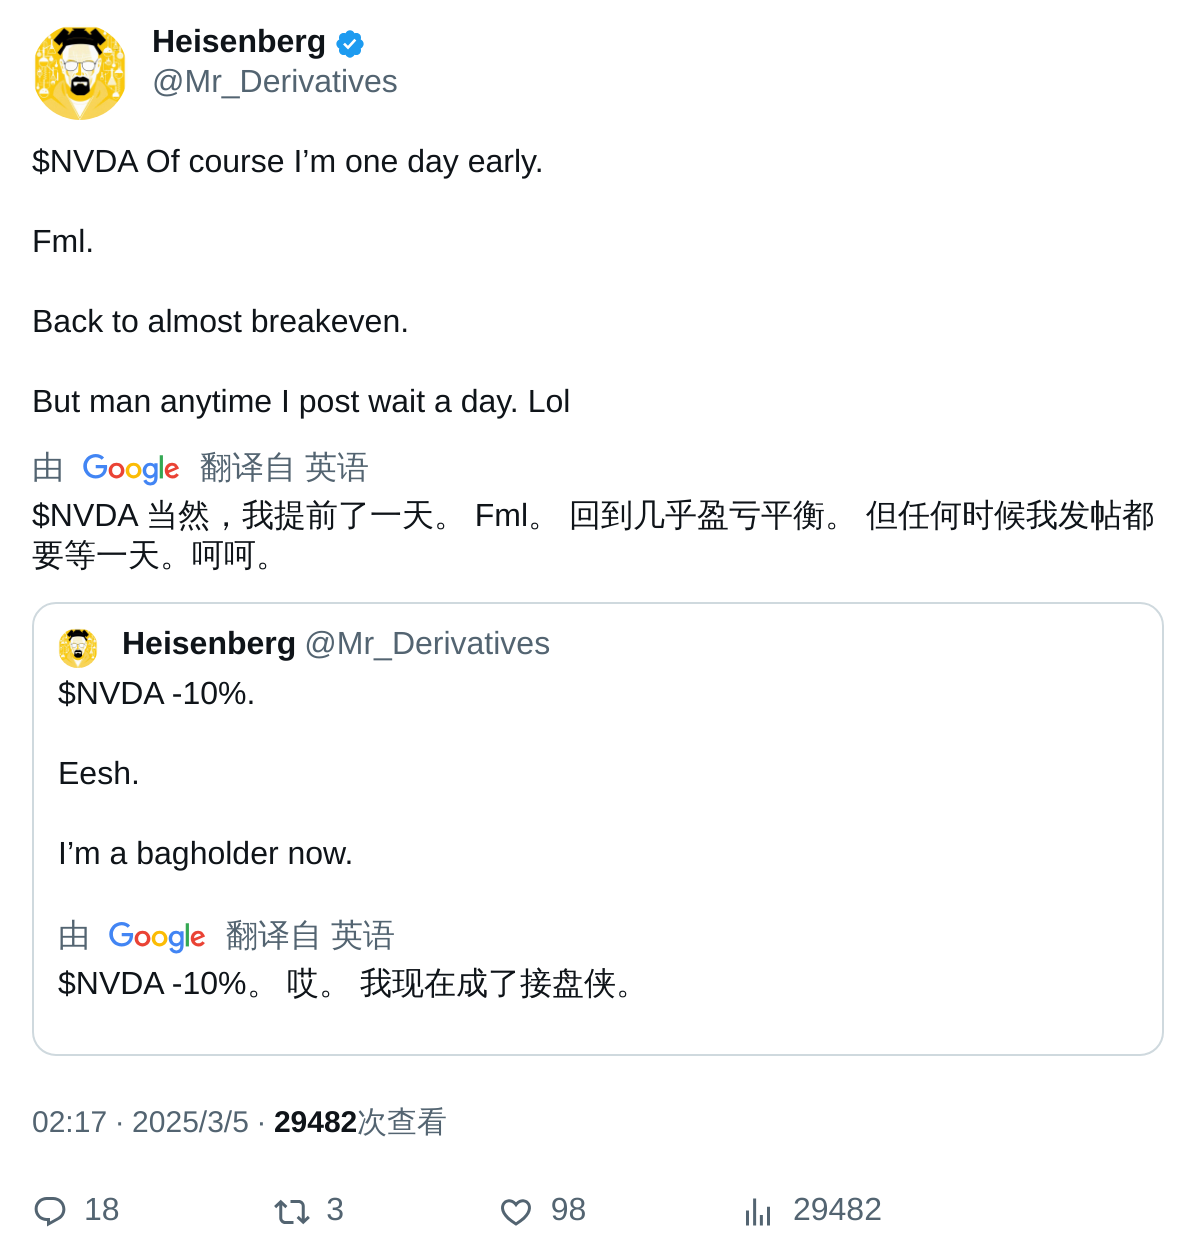 Heisenberg
@Mr_Derivatives
$NVDA Of course I’m one day early.
Fml.
Back to almost breakeven.
But man anytime I post wait a day. Lol
由 Google 翻译自 英语
$NVDA 当然，我提前了一天。 Fml。 回到几乎盈亏平衡。 但任何时候我发帖都
要等一天。呵呵。
Heisenberg @Mr_Derivatives
$NVDA -10%.
Eesh.
I’m a bagholder now.
由 Google 翻译自 英语
$NVDA -10%。 哎。 我现在成了接盘侠。
02:17 · 2025/3/5 · 29482次查看
18 3 98 29482